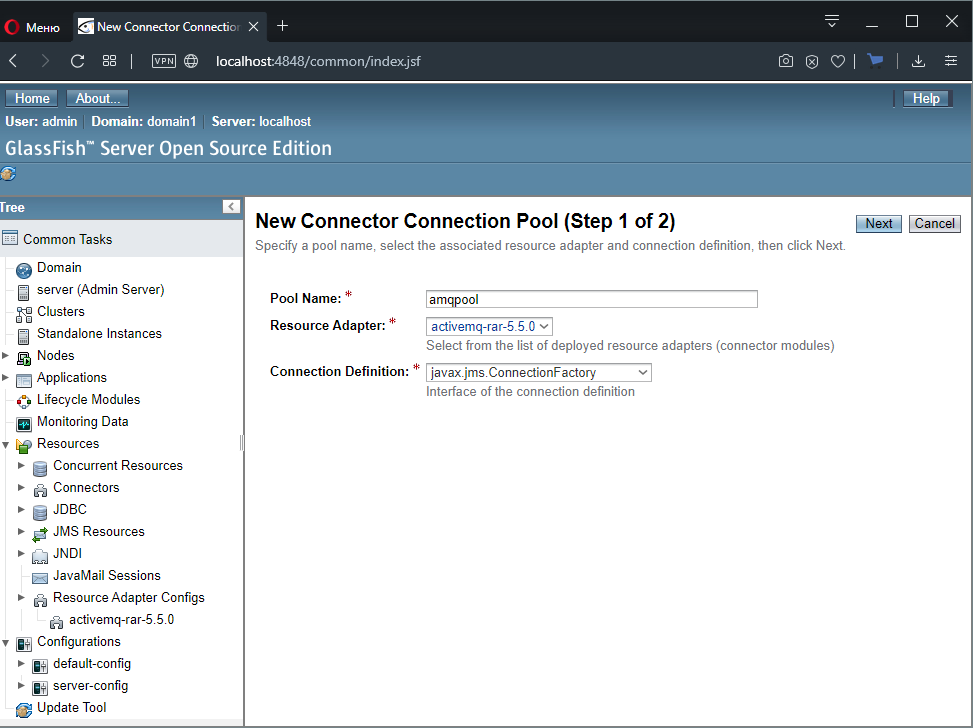 Меню
New Connector Connection
VPN
localhost:4848/common/index.jsf
Home
About...
Help
User: admin
Domain: domain1
Server: localhost
GlassFish™ Server Open Source Edition
Tree
Common Tasks
Domain
server (Admin Server)
Clusters
Standalone Instances
Nodes
Applications
Lifecycle Modules
Monitoring Data
Resources
Concurrent Resources
Connectors
JDBC
JMS Resources
JNDI
JavaMail Sessions
Resource Adapter Configs
activemq-rar-5.5.0
Configurations
default-config
server-config
Update Tool
New Connector Connection Pool (Step 1 of 2)
Next
Cancel
Specify a pool name, select the associated resource adapter and connection definition, then click Next.
Pool Name: * amqpool
Resource Adapter: * activemq-rar-5.5.0
Select from the list of deployed resource adapters (connector modules)
Connection Definition: * javax.jms.ConnectionFactory
Interface of the connection definition